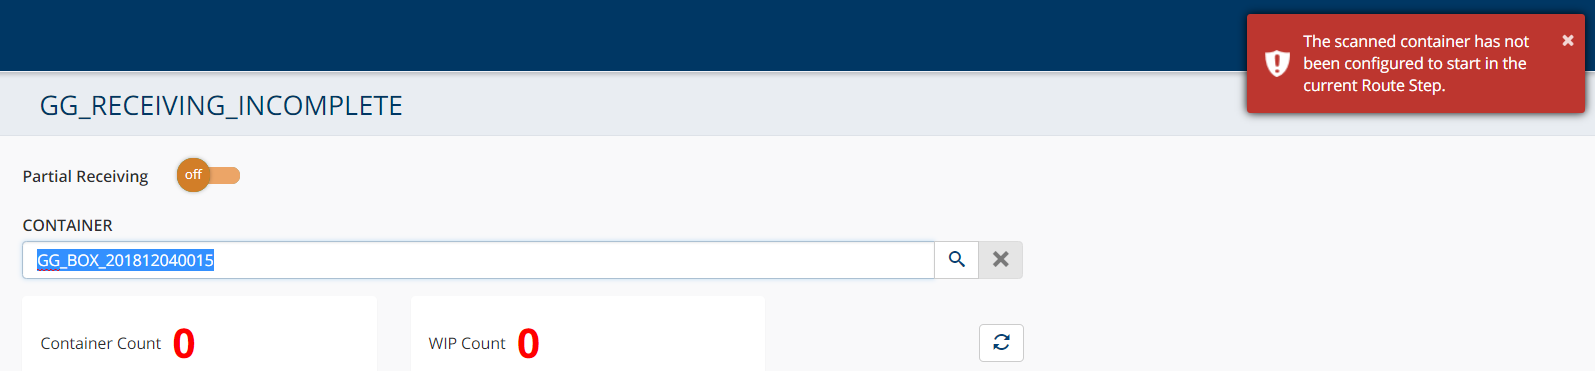 The scanned container has not
been configured to start in the
current Route Step.
GG_RECEIVING_INCOMPLETE
Partial Receiving off
CONTAINER
GG_BOX_201812040015
Container Count 0 WIP Count 0